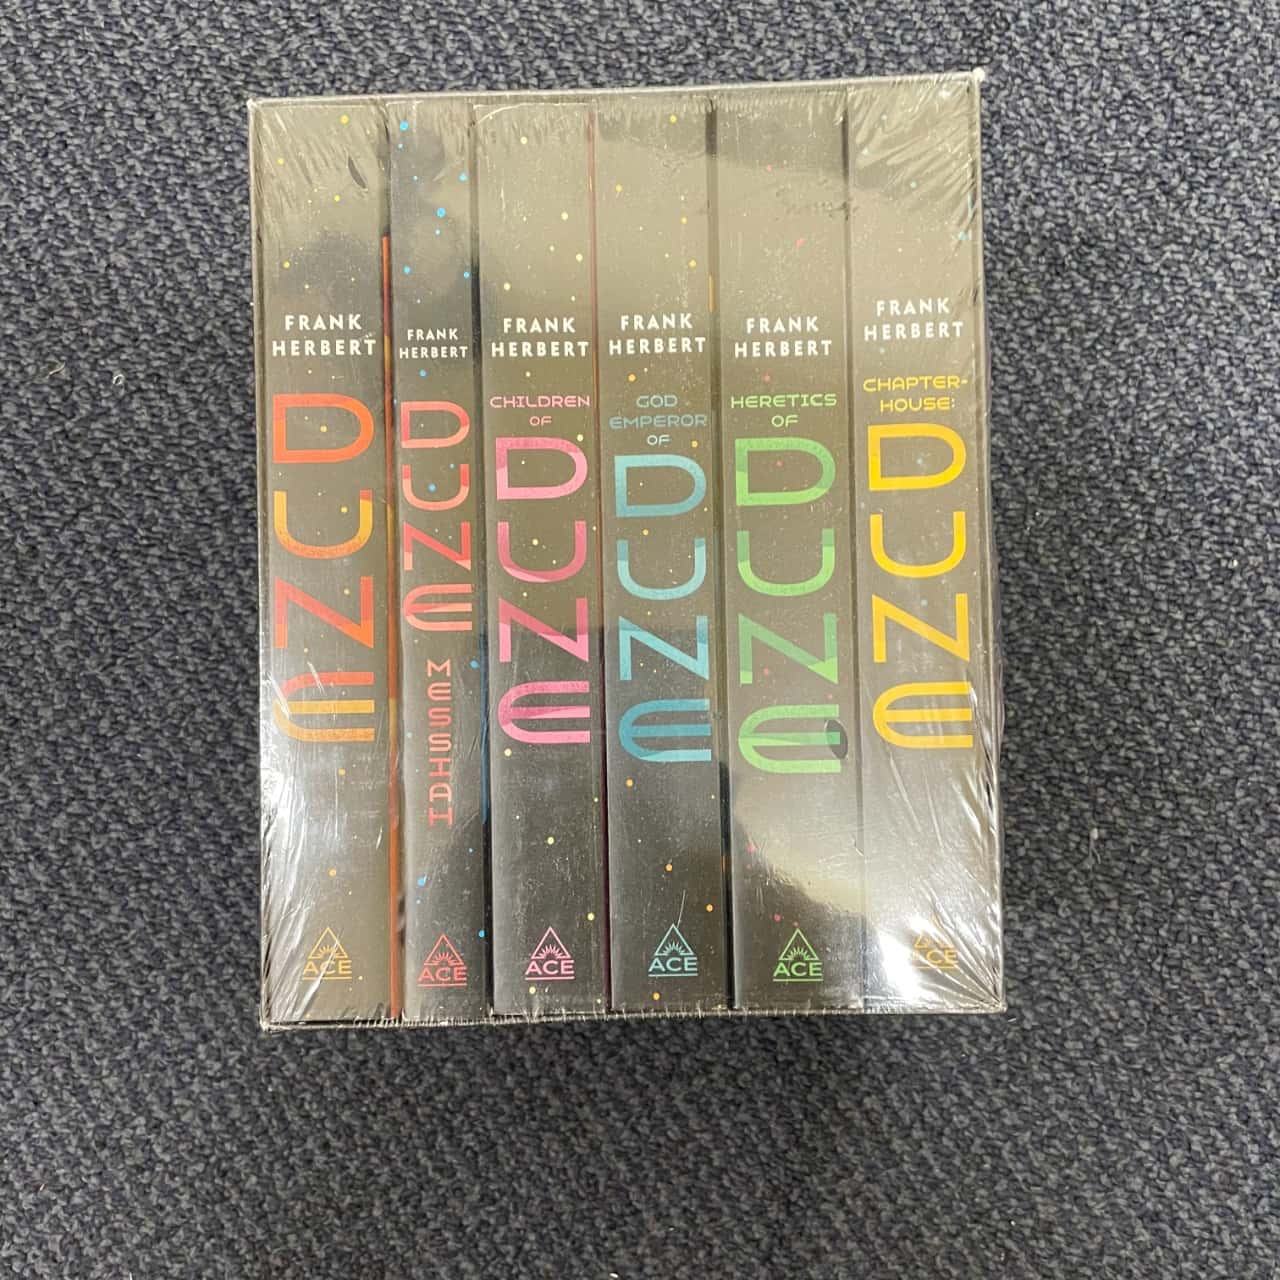 FRANK
HERBERT
DUNE
ACE
FRANK
HERBERT
DUNE
MESSIAH
ACE
FRANK
HERBERT
CHILDREN
OF
DUNE
ACE
FRANK
HERBERT
GOD
EMPEROR
OF
DUNE
ACE
FRANK
HERBERT
HERETICS
OF
DUNE
ACE
FRANK
HERBERT
CHAPTER-
HOUSE:
DUNE
ACE